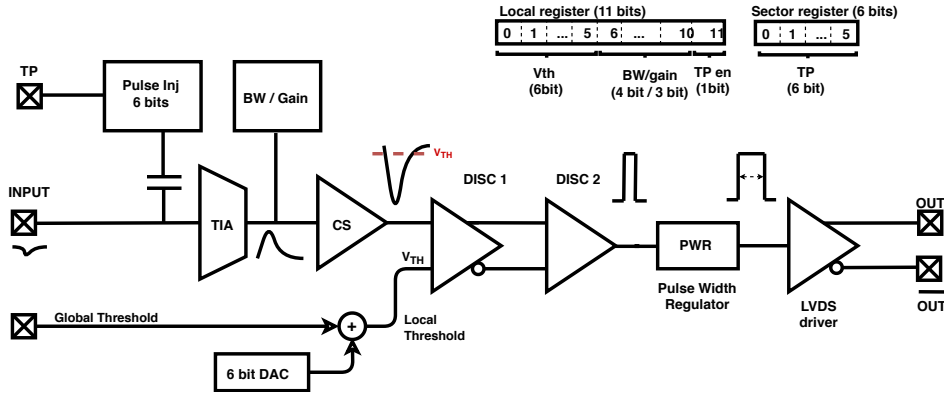 Local register (11 bits)
Sector register (6 bits)
0 1 ... 5 6 ... 10 11
0 1 ... 5
Vth
(6bit)
BW/gain
(4 bit / 3 bit)
TP en
(1bit)
TP
(6 bit)
TP
Pulse Inj
6 bits
BW / Gain
VTH
DISC 1
DISC 2
INPUT
TIA
CS
PWR
OUT
VTH
Pulse Width
Regulator
LVDS
driver
OUT
Global Threshold
+
Local
Threshold
6 bit DAC